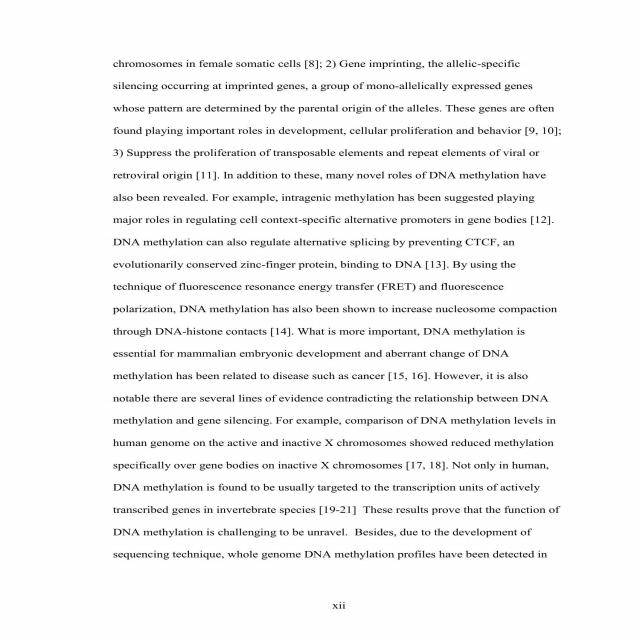 chromosomes in female somatic cells [8]; 2) Gene imprinting, the allelic-specific
silencing occurring at imprinted genes, a group of mono-allelically expressed genes
whose pattern are determined by the parental origin of the alleles. These genes are often
found playing important roles in development, cellular proliferation and behavior [9, 10];
3) Suppress the proliferation of transposable elements and repeat elements of viral or
retroviral origin [11]. In addition to these, many novel roles of DNA methylation have
also been revealed. For example, intragenic methylation has been suggested playing
major roles in regulating cell context-specific alternative promoters in gene bodies [12].
DNA methylation can also regulate alternative splicing by preventing CTCF, an
evolutionarily conserved zinc-finger protein, binding to DNA [13]. By using the
technique of fluorescence resonance energy transfer (FRET) and fluorescence
polarization, DNA methylation has also been shown to increase nucleosome compaction
through DNA-histone contacts [14]. What is more important, DNA methylation is
essential for mammalian embryonic development and aberrant change of DNA
methylation has been related to disease such as cancer [15, 16]. However, it is also
notable there are several lines of evidence contradicting the relationship between DNA
methylation and gene silencing. For example, comparison of DNA methylation levels in
human genome on the active and inactive X chromosomes showed reduced methylation
specifically over gene bodies on inactive X chromosomes [17, 18]. Not only in human,
DNA methylation is found to be usually targeted to the transcription units of actively
transcribed genes in invertebrate species [19-21]  These results prove that the function of
DNA methylation is challenging to be unravel.  Besides, due to the development of
sequencing technique, whole genome DNA methylation profiles have been detected in
xii